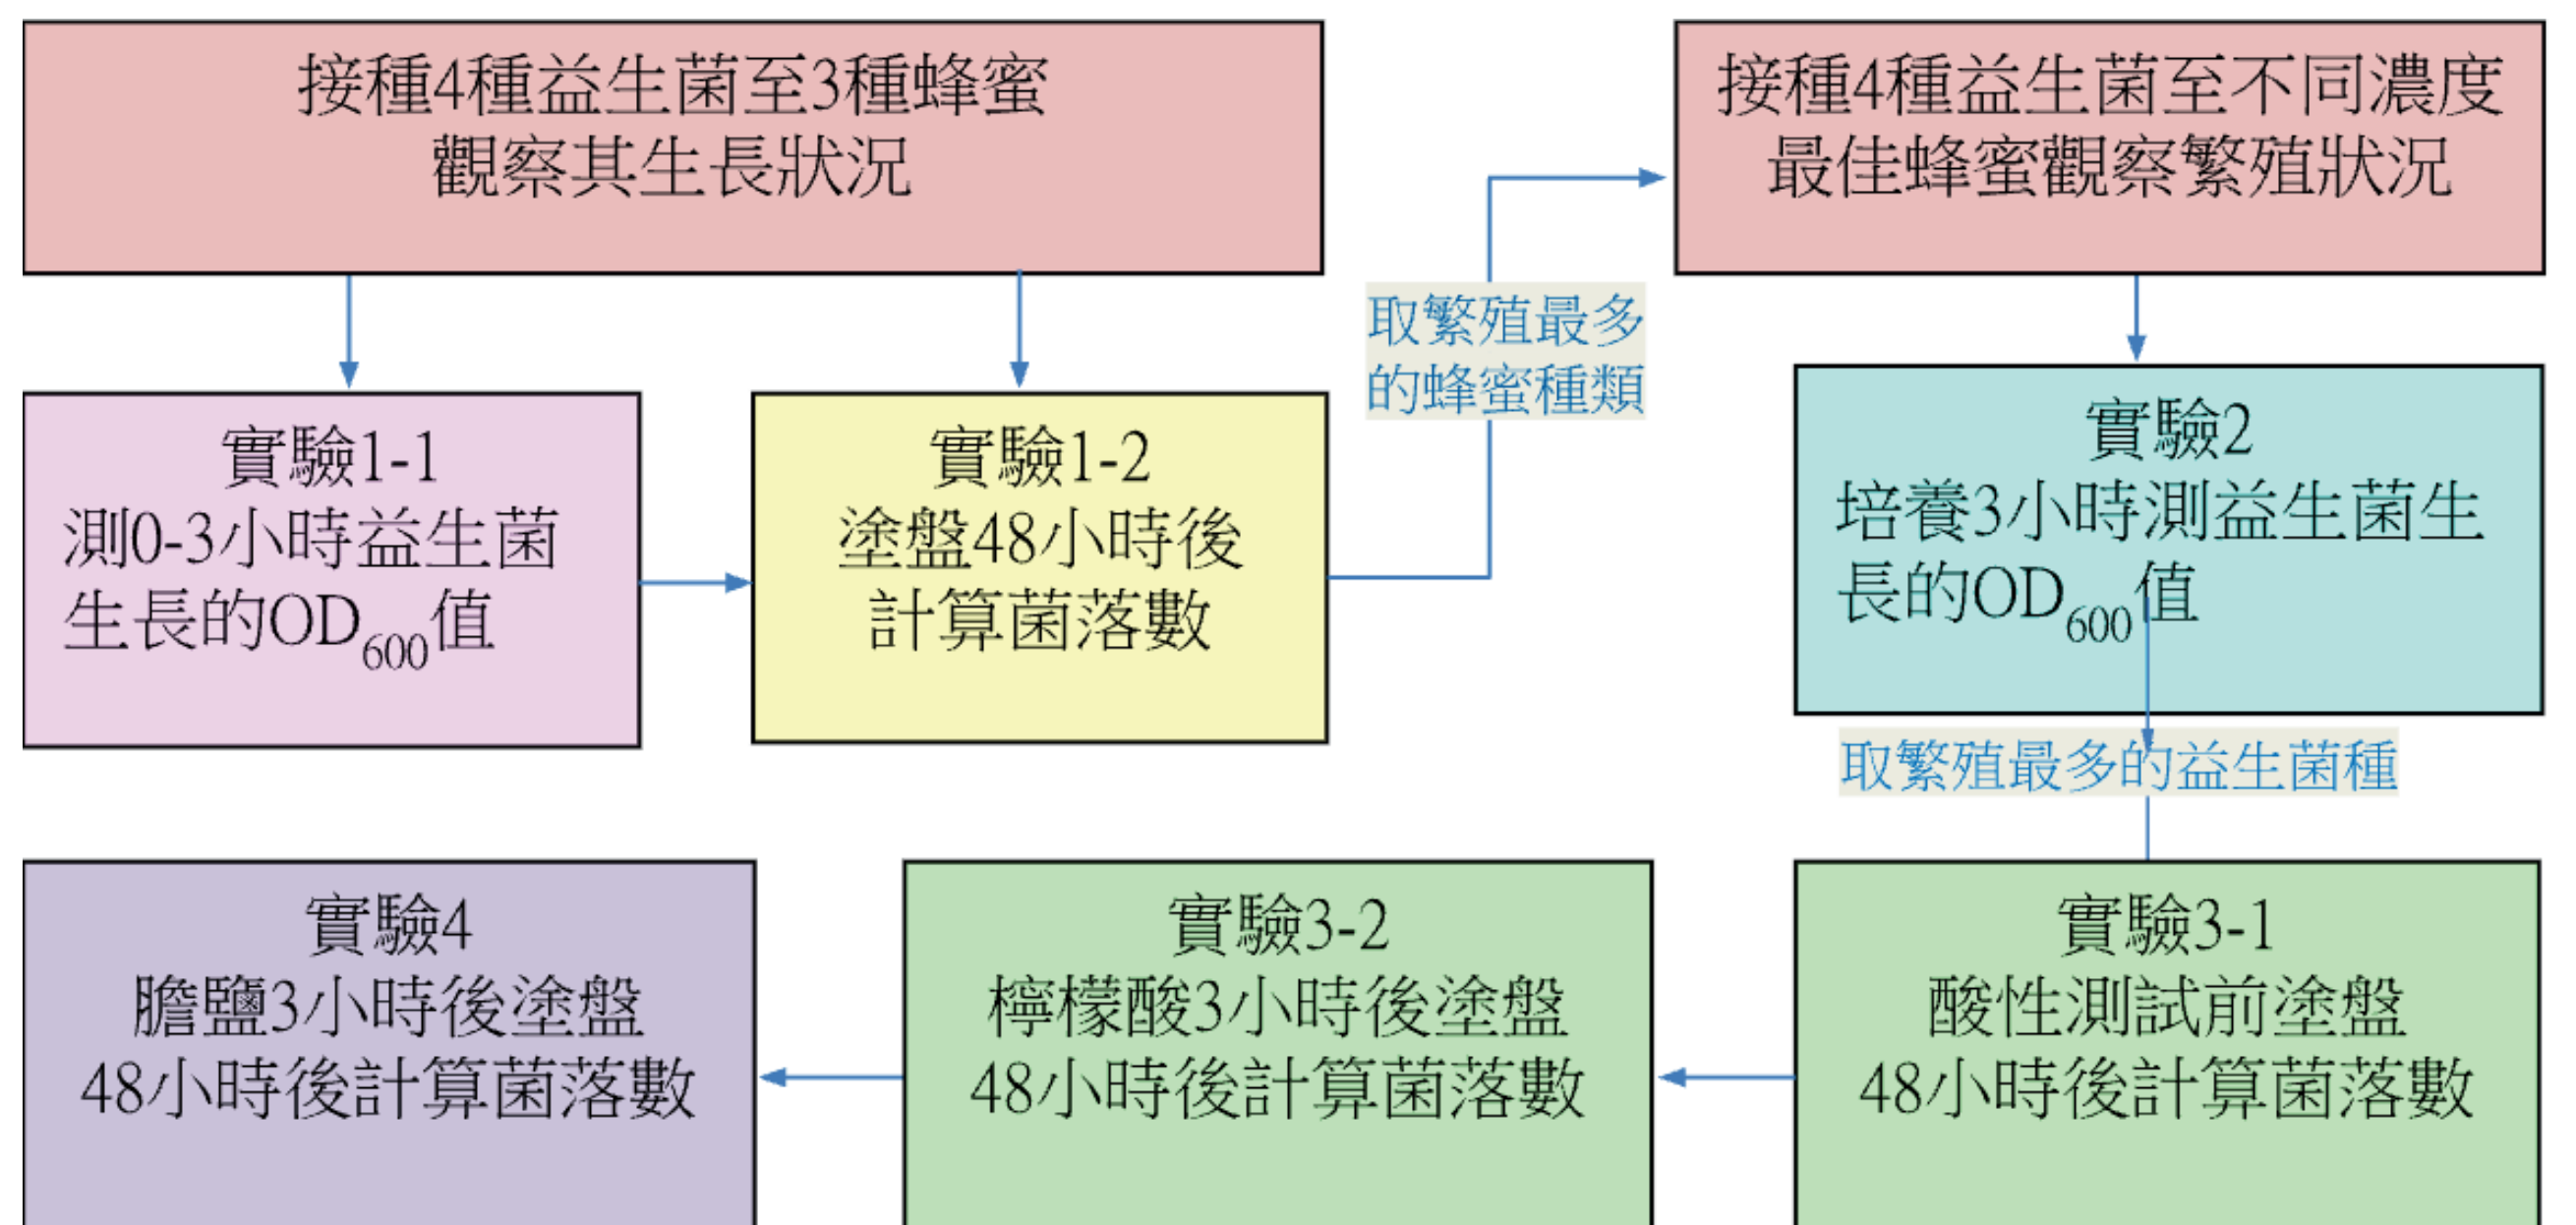 接種4種益生菌至3種蜂蜜
觀察其生長狀況
接種4種益生菌至不同濃度
最佳蜂蜜觀察繁殖狀況
取繁殖最多
的蜂蜜種類
實驗1-1
測0-3小時益生菌
生長的OD₆₀₀值
實驗1-2
塗盤48小時後
計算菌落數
實驗2
培養3小時測益生菌生
長的OD₆₀₀值
取繁殖最多的益生菌種
實驗4
膽鹽3小時後塗盤
48小時後計算菌落數
實驗3-2
檸檬酸3小時後塗盤
48小時後計算菌落數
實驗3-1
酸性測試前塗盤
48小時後計算菌落數